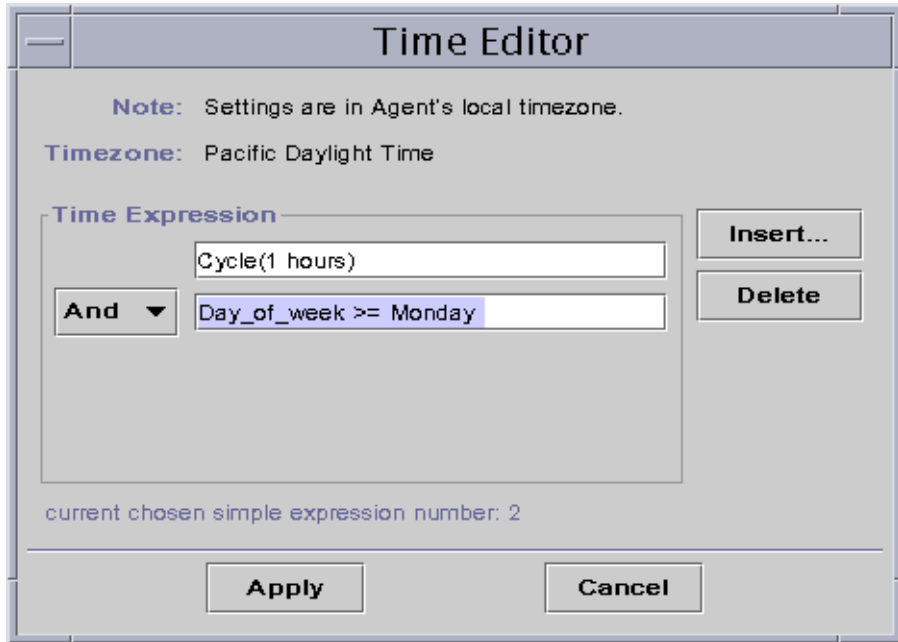 Time Editor
Note: Settings are in Agent's local timezone.
Timezone: Pacific Daylight Time
Time Expression
Insert...
Cycle(1 hours)
Delete
And Day_of_week >= Monday
current chosen simple expression number: 2
Apply Cancel